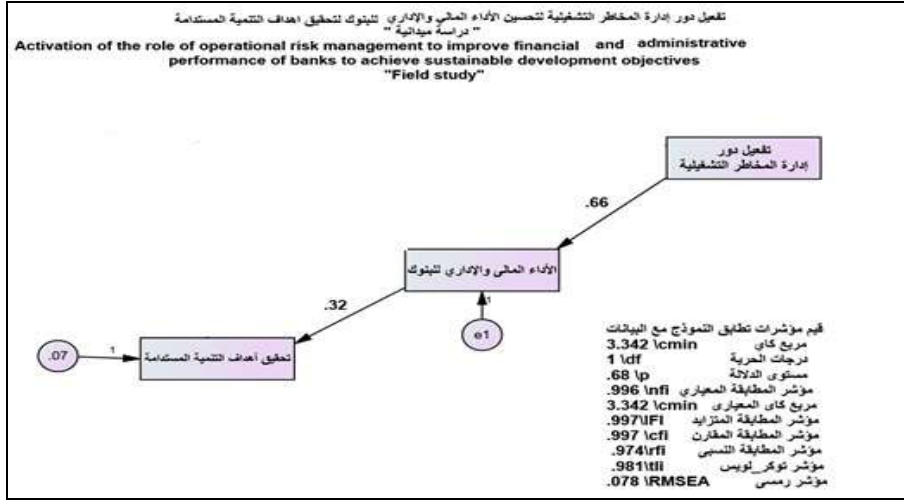 تفعيل دور إدارة المخاطر التشغيلية لتحسين الأداء المالي والإداري للبنوك لتحقيق اهداف التنمية المستدامة
" دراسة ميدانية "
Activation of the role of operational risk management to improve financial and administrative
performance of banks to achieve sustainable development objectives
"Field study"
تفعيل دور
إدارة المخاطر التشغيلية
.66
الأداء المالى والإداري للبنوك
.32
1
e1
تحقيق أهداف التنمية المستدامة
1
.07
قيم مؤشرات تطابق النموذج مع البيانات
مربع كاي 3.342 \cmin
درجات الحرية 1 \df
مستوى الدلالة .68 \p
مؤشر المطابقة المعياري .996 \nfi
مربع كاى المعيارى 3.342 \cmin
مؤشر المطابقة المتزايد .997\IFI
مؤشر المطابقة المقارن .997 \cfi
مؤشر المطابقة النسبى .974\rfi
مؤشر توكر_لويس .981\tli
مؤشر رمسى .078 \RMSEA